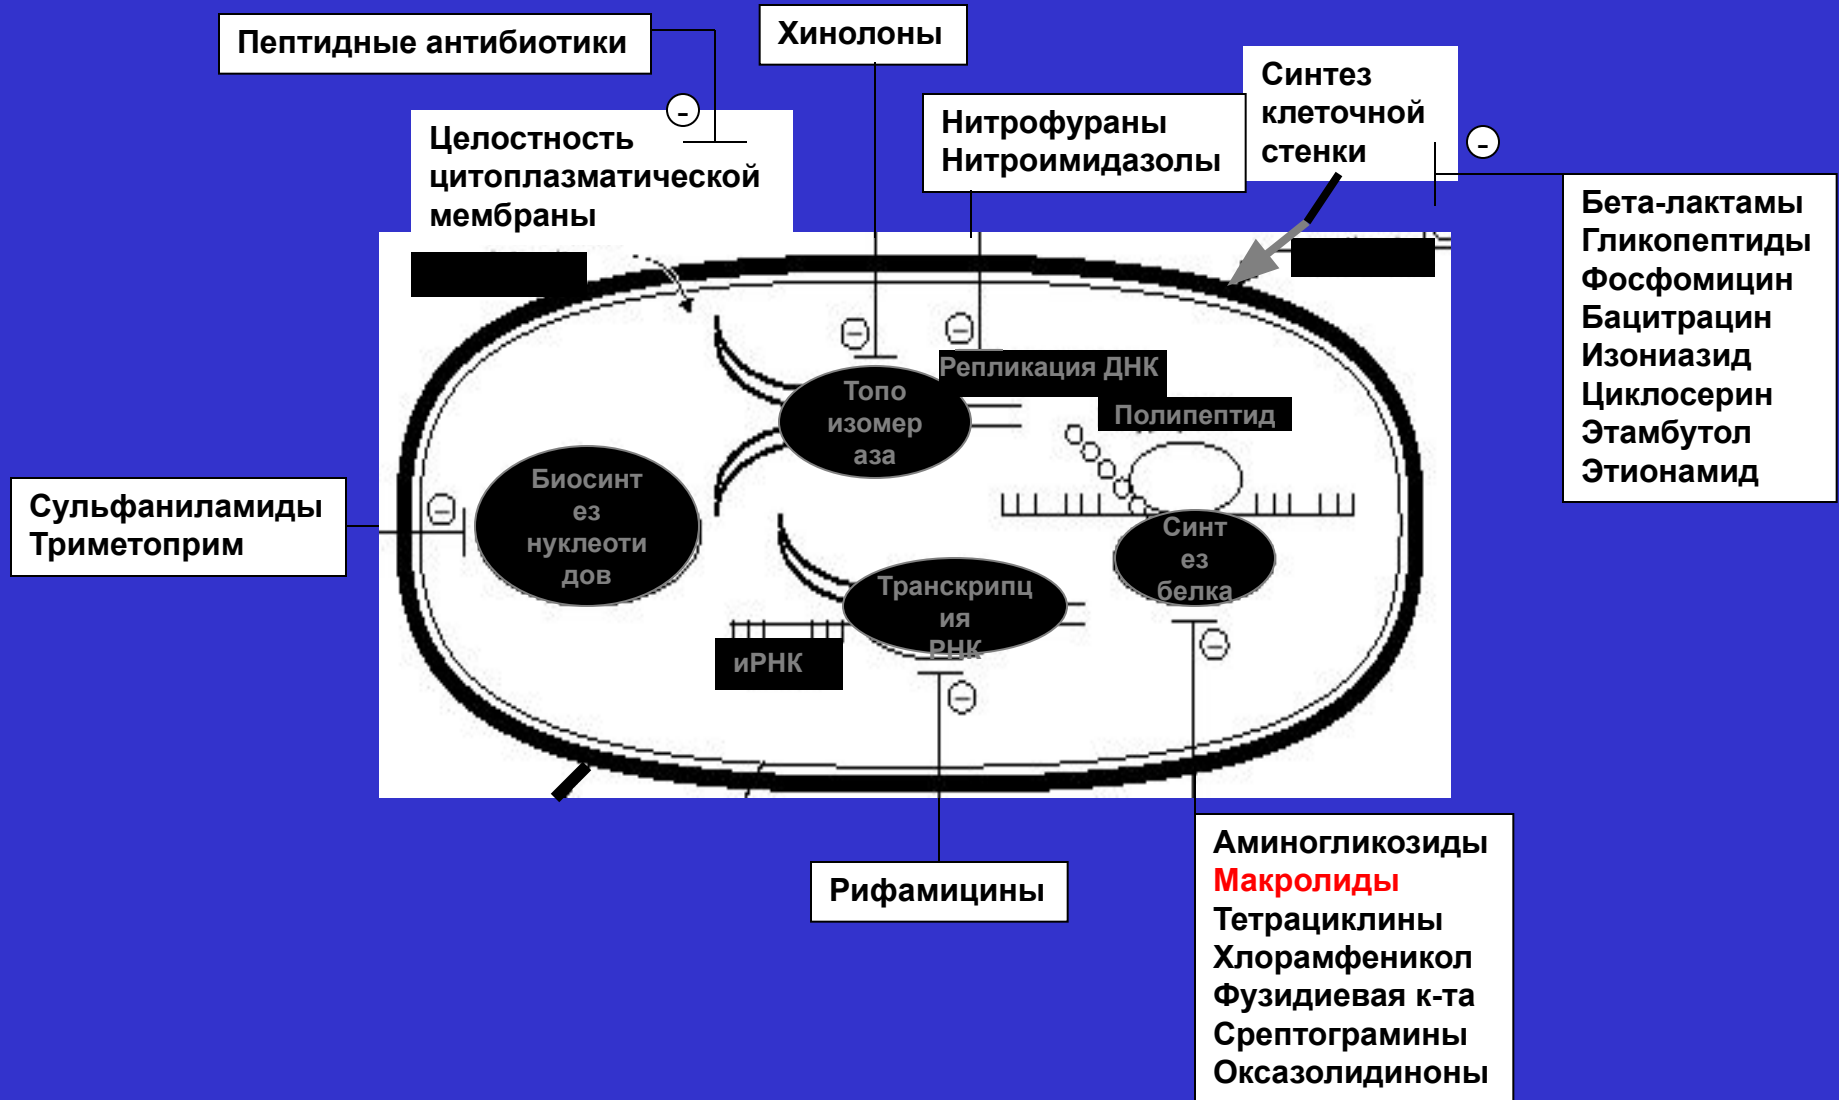 Пептидные антибиотики
-
Хинолоны
Целостность
цитоплазматической
мембраны
Нитрофураны
Нитроимидазолы
Синтез
клеточной
стенки
-
Бета-лактамы
Гликопептиды
Фосфомицин
Бацитрацин
Изониазид
Циклосерин
Этамбутол
Этионамид
−
−
Репликация ДНК
Топо
изомер
аза
Полипептид
Сульфаниламиды
Триметоприм
−
Биосинт
ез
нуклеоти
дов
Синт
ез
белка
Транскрипц
ия
РНК
иРНК
−
−
Рифамицины
Аминогликозиды
Макролиды
Тетрациклины
Хлорамфеникол
Фузидиевая к-та
Срептограмины
Оксазолидиноны